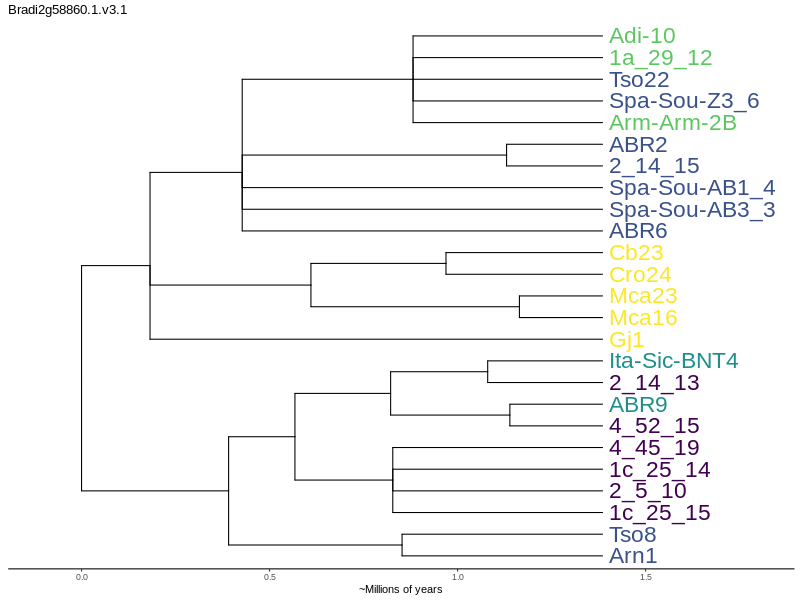 Bradi2g58860.1.v3.1
Adi-10
1a_29_12
Tso22
Spa-Sou-Z3_6
Arm-Arm-2B
ABR2
2_14_15
Spa-Sou-AB1_4
Spa-Sou-AB3_3
ABR6
Cb23
Cro24
Mca23
Mca16
Gj1
Ita-Sic-BNT4
2_14_13
ABR9
4_52_15
4_45_19
1c_25_14
2_5_10
1c_25_15
Tso8
Arn1
0.0 0.5 1.0 1.5
~Millions of years